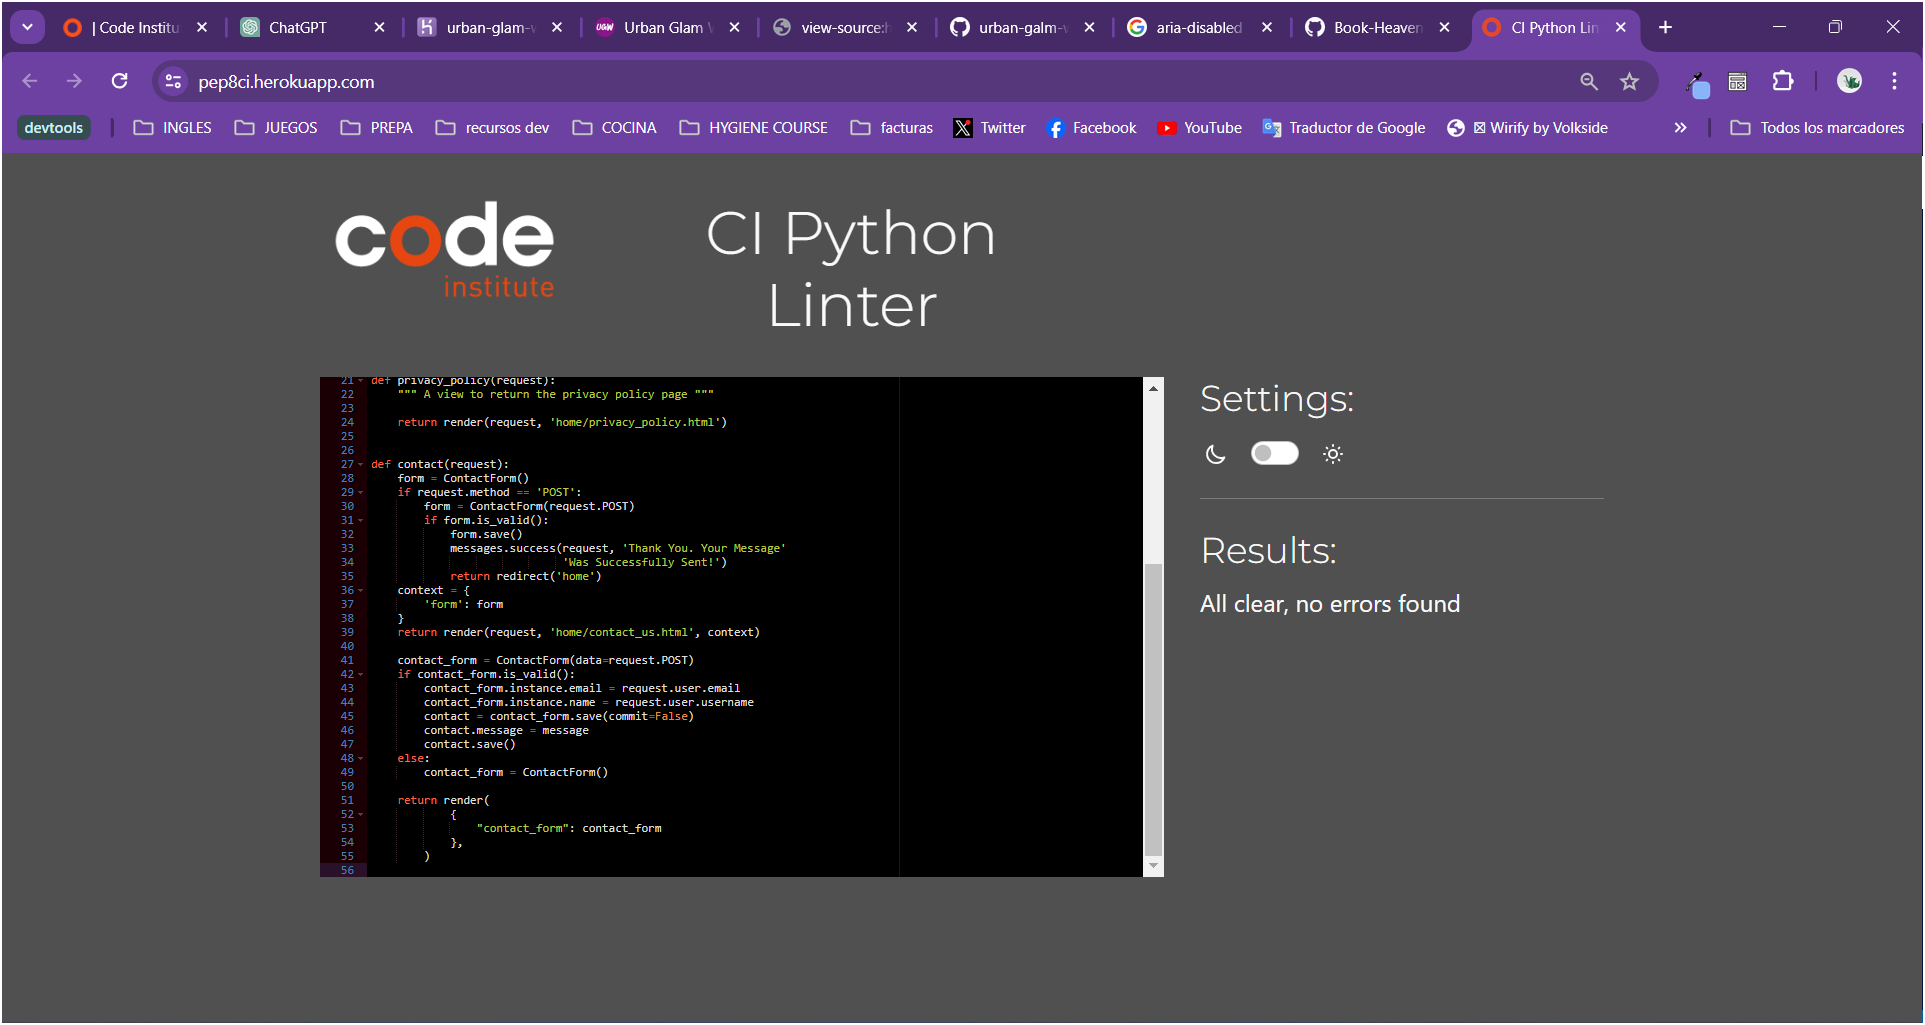 | Code Institu
ChatGPT
urban-glam-w
UGW Urban Glam W
view-source:h
urban-galm-w
aria-disabled
Book-Heaven
CI Python Lin
pep8ci.herokuapp.com
devtools
INGLES
JUEGOS
PREPA
recursos dev
COCINA
HYGIENE COURSE
facturas
Twitter
Facebook
YouTube
Traductor de Google
Wirify by Volkside
Todos los marcadores
code
institute
CI Python
Linter
21 def privacy_policy(request):
22 """ A view to return the privacy policy page """
23
24 return render(request, 'home/privacy_policy.html')
25
26
27 def contact(request):
28 form = ContactForm()
29 if request.method == 'POST':
30 form = ContactForm(request.POST)
31 if form.is_valid():
32 form.save()
33 messages.success(request, 'Thank You. Your Message'
34 'Was Successfully Sent!')
35 return redirect('home')
36 context = {
37 'form': form
38 }
39 return render(request, 'home/contact_us.html', context)
40
41 contact_form = ContactForm(data=request.POST)
42 if contact_form.is_valid():
43 contact_form.instance.email = request.user.email
44 contact_form.instance.name = request.user.username
45 contact = contact_form.save(commit=False)
46 contact.message = message
47 contact.save()
48 else:
49 contact_form = ContactForm()
50
51 return render(
52 {
53 "contact_form": contact_form
54 },
55 )
56
Settings:
Results:
All clear, no errors found